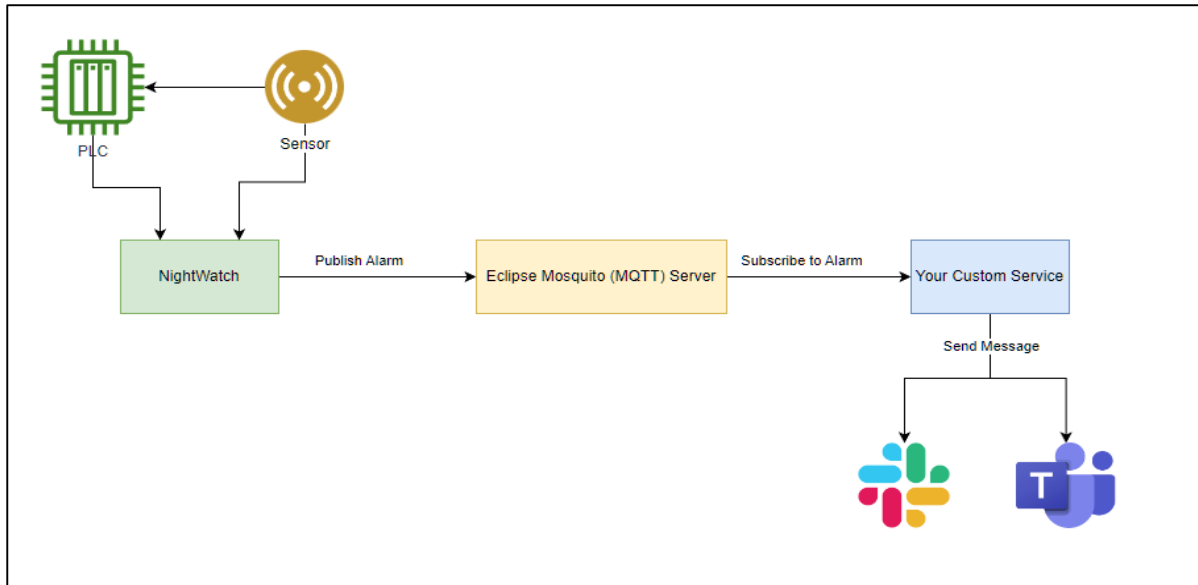 PLC
Sensor
NightWatch
Publish Alarm
Eclipse Mosquito (MQTT) Server
Subscribe to Alarm
Your Custom Service
Send Message
T